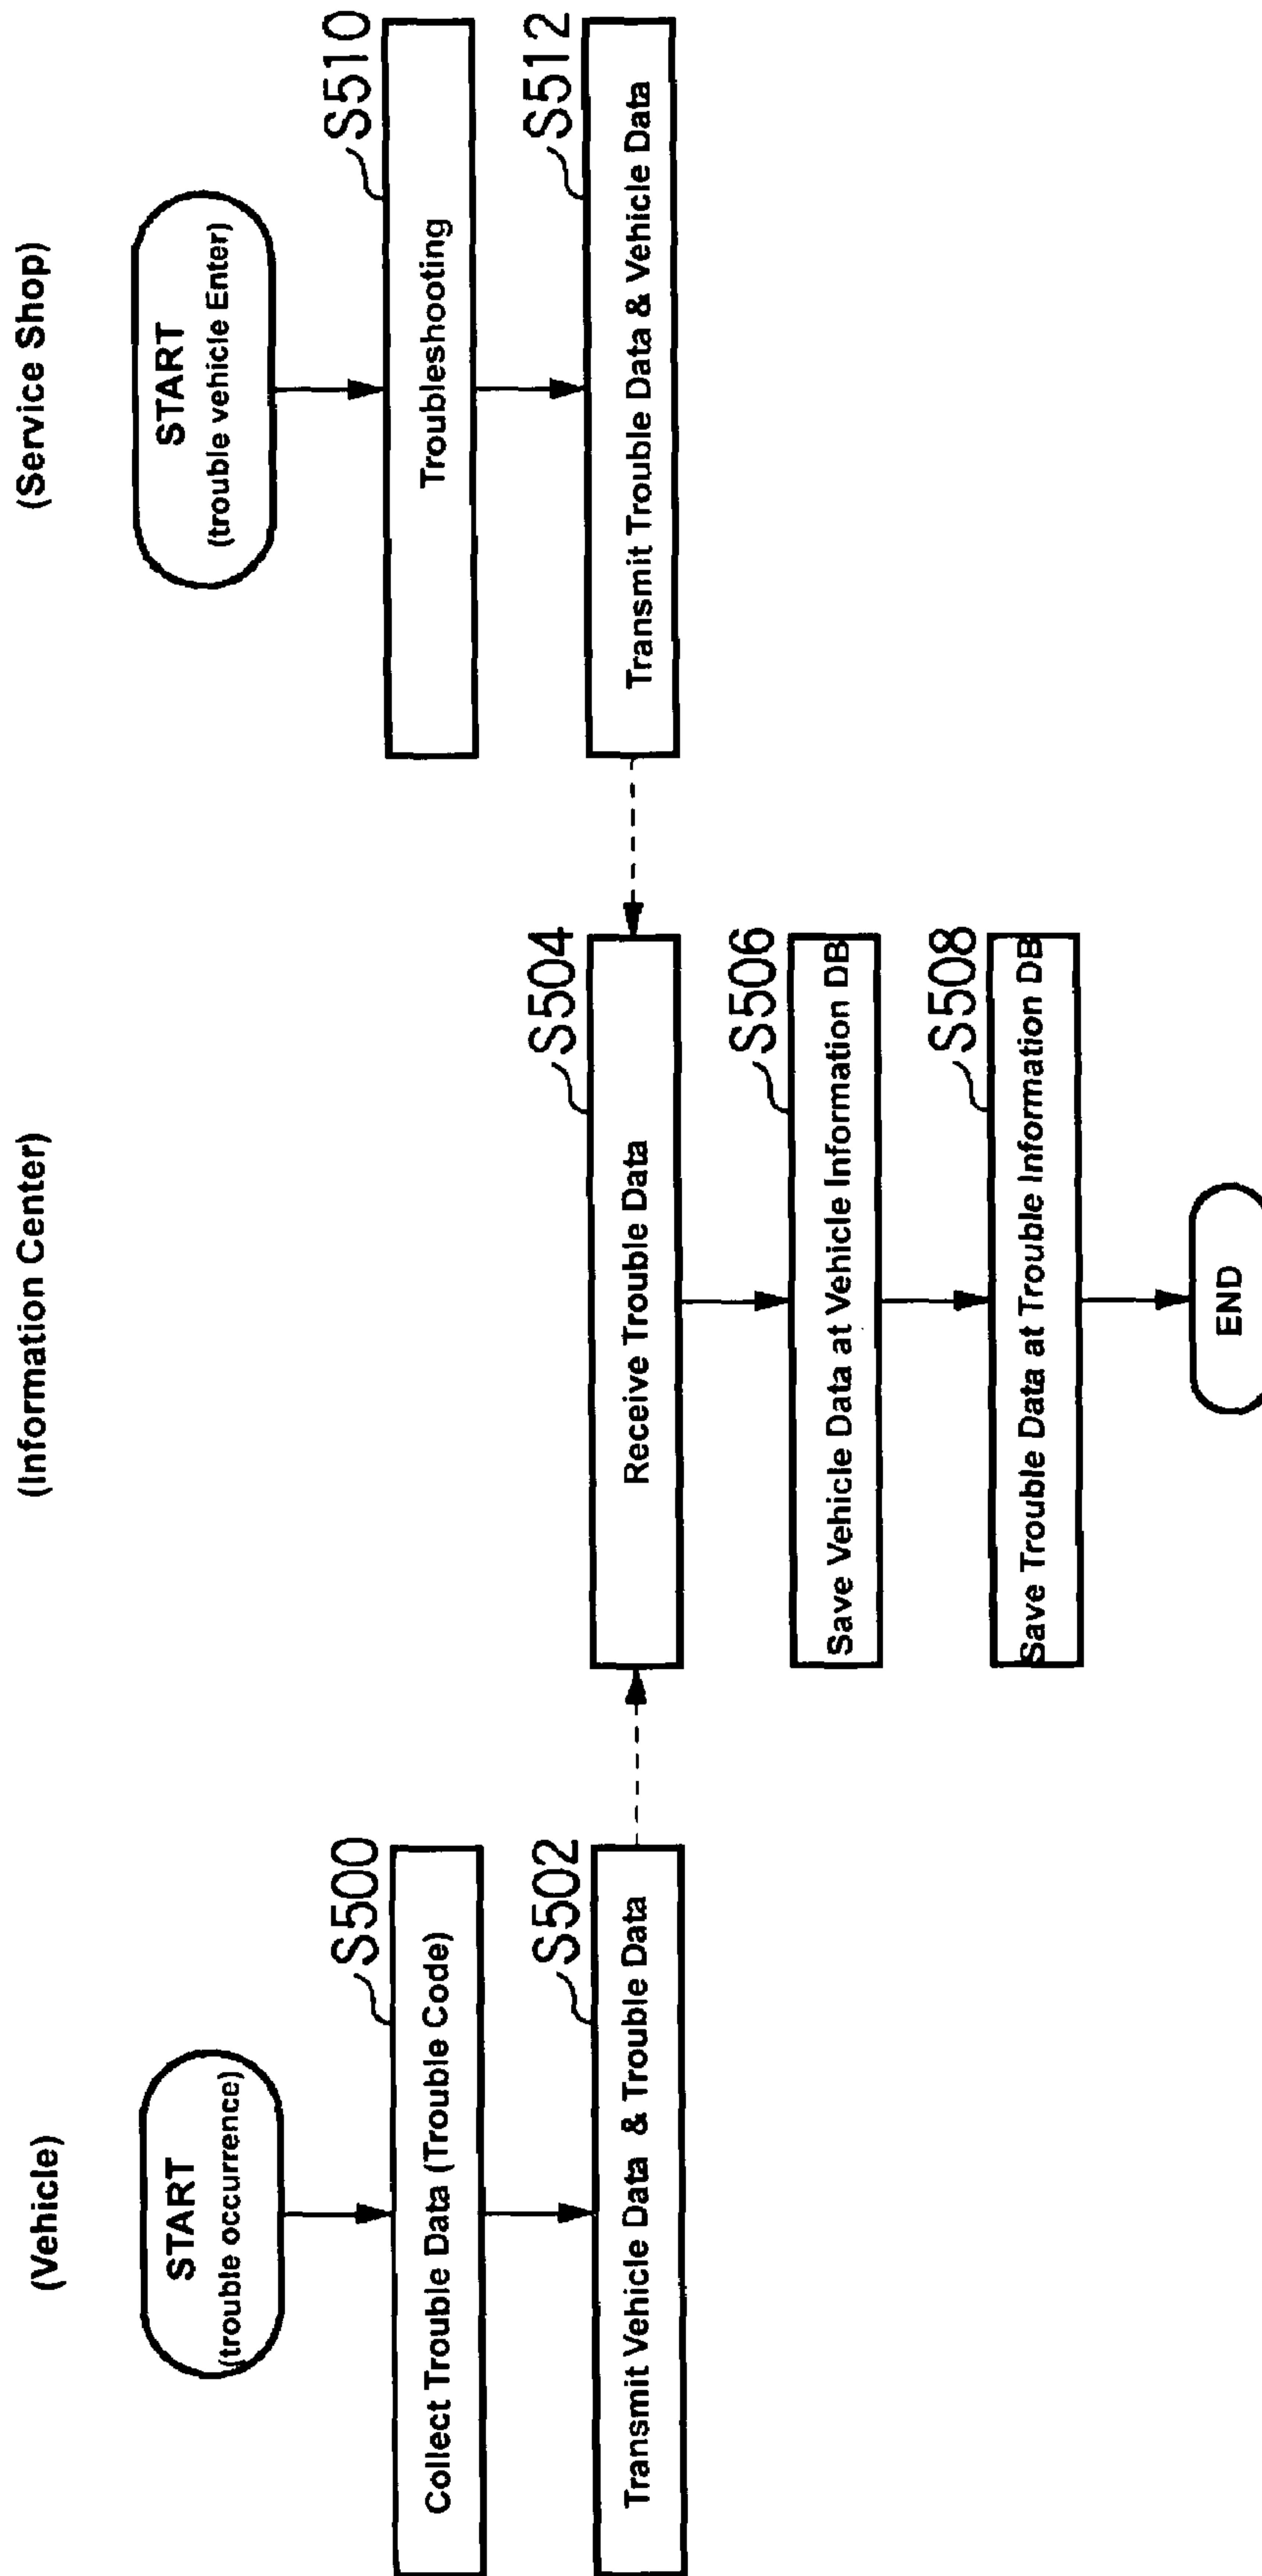 (Vehicle)
START
(trouble occurrence)
S500
Collect Trouble Data (Trouble Code)
S502
Transmit Vehicle Data & Trouble Data
(Information Center)
S504
Receive Trouble Data
S506
Save Vehicle Data at Vehicle Information DB
S508
Save Trouble Data at Trouble Information DB
END
(Service Shop)
START
(trouble vehicle Enter)
S510
Troubleshooting
S512
Transmit Trouble Data & Vehicle Data